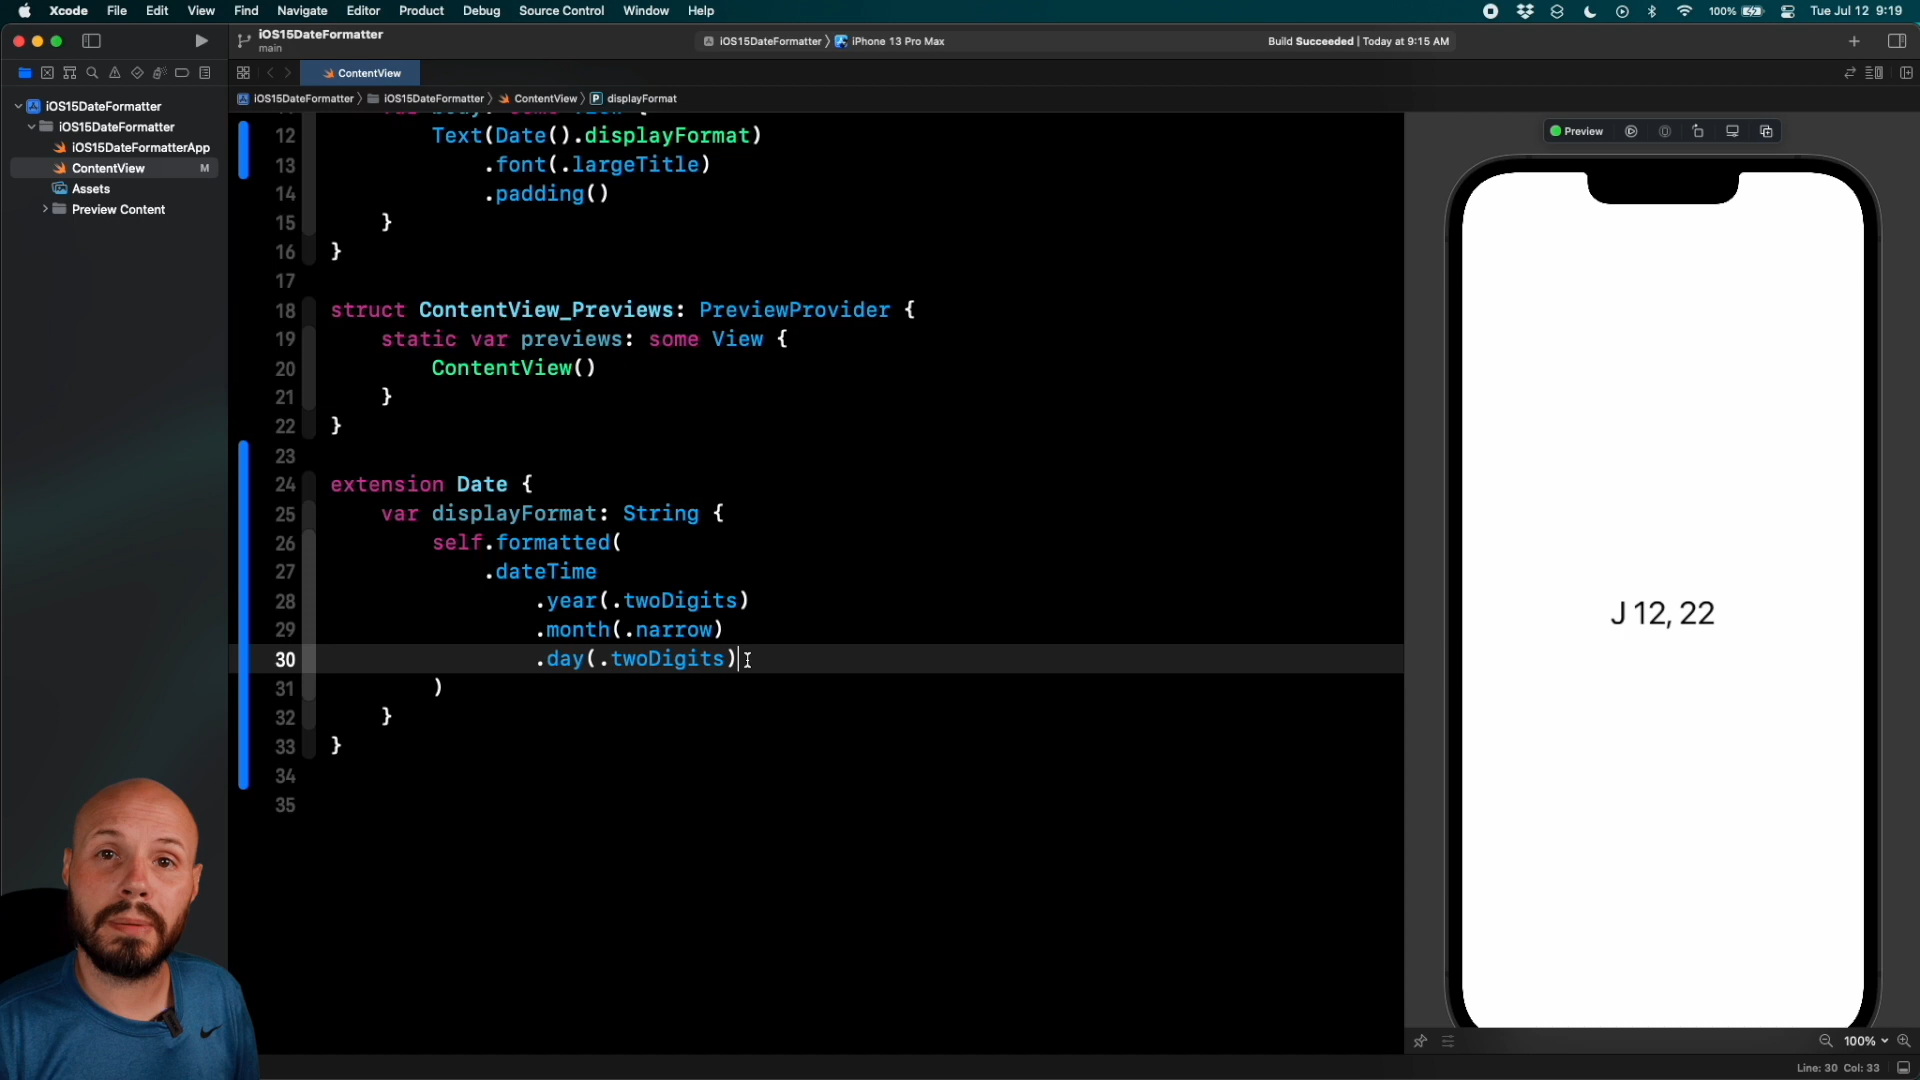 Xcode File Edit View Find Navigate Editor Product Debug Source Control Window Help 100% Tue Jul 12 9:19
iOS15DateFormatter
main
iOS15DateFormatter iPhone 13 Pro Max
Build Succeeded | Today at 9:15 AM
ContentView
iOS15DateFormatter iOS15DateFormatter ContentView P displayFormat
iOS15DateFormatter
iOS15DateFormatter
iOS15DateFormatterApp
ContentView M
Assets
Preview Content
12 Text(Date().displayFormat)
13 .font(.largeTitle)
14 .padding()
15 }
16 }
17
18 struct ContentView_Previews: PreviewProvider {
19 static var previews: some View {
20 ContentView()
21 }
22 }
23
24 extension Date {
25 var displayFormat: String {
26 self.formatted(
27 .dateTime
28 .year(.twoDigits)
29 .month(.narrow)
30 .day(.twoDigits)
31 )
32 }
33 }
34
35
Preview
J 12, 22
100%
Line: 30 Col: 33